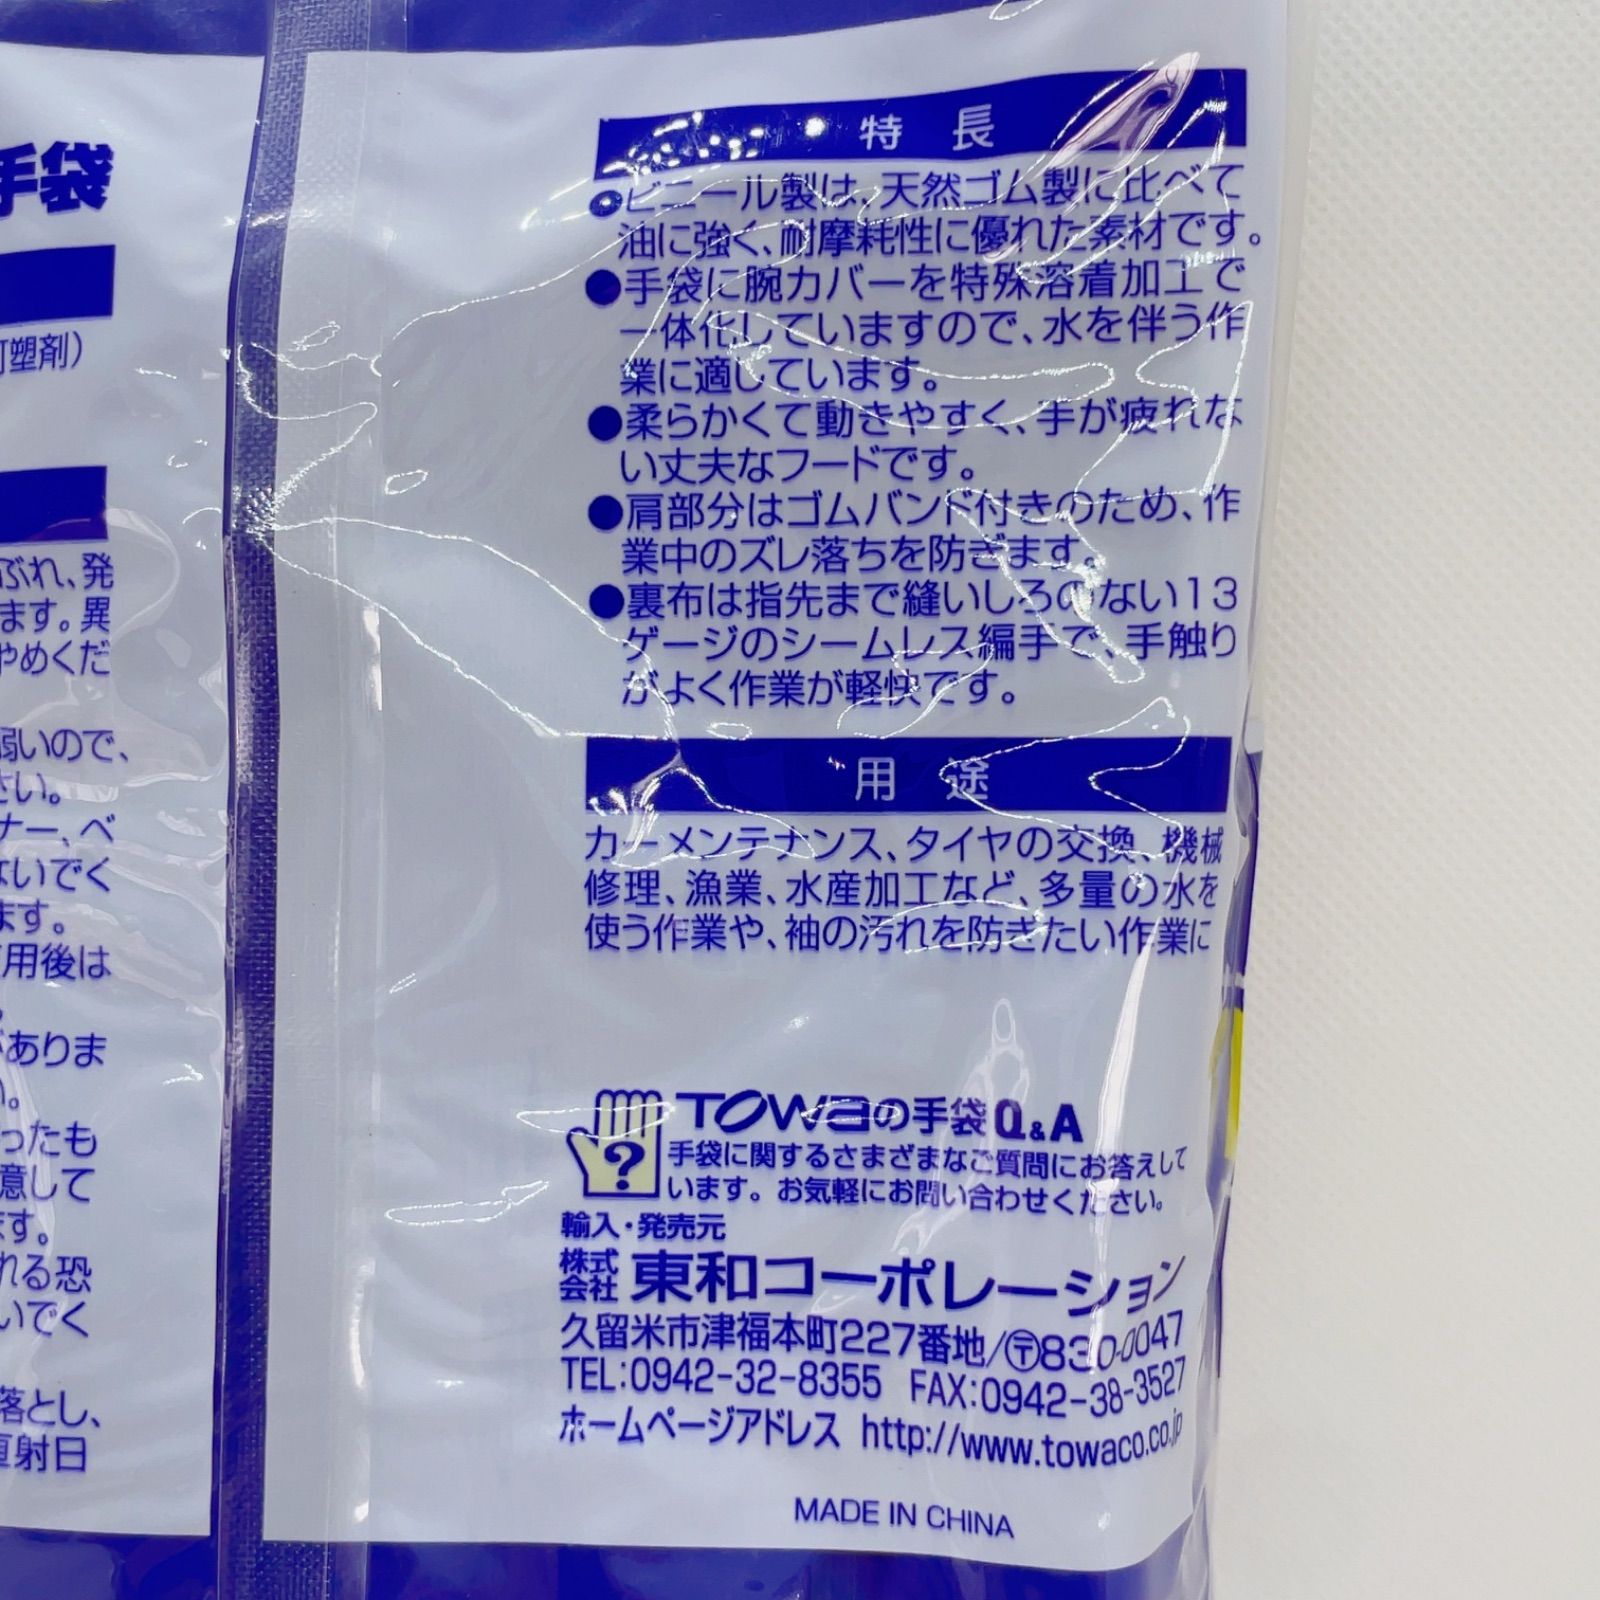 手袋
可塑剤）
ぶれ、発
ます。異
やめくだ
弱いので、
さい。
ナー、ベ
ないでく
ます。
用後は
がありま
い。
ったも
意して
ます。
れる恐
いでく
落とし、
直射日
特長
●ビニール製は、天然ゴム製に比べて
油に強く、耐摩耗性に優れた素材です。
●手袋に腕カバーを特殊溶着加工で
一体化していますので、水を伴う作
業に適しています。
●柔らかくて動きやすく、手が疲れな
い丈夫なフードです。
●肩部分はゴムバンド付きのため、作
業中のズレ落ちを防ぎます。
●裏布は指先まで縫いしろのない13
ゲージのシームレス編手で、手触り
がよく作業が軽快です。
用途
カーメンテナンス、タイヤの交換、機械
修理、漁業、水産加工など、多量の水を
使う作業や、袖の汚れを防ぎたい作業に
?
TOWaの手袋Q&A
手袋に関するさまざまなご質問にお答えして
います。お気軽にお問い合わせください。
輸入・発売元
株式会社 東和コーポレーション
久留米市津福本町227番地/〒830-0047
TEL:0942-32-8355 FAX:0942-38-3527
ホームページアドレス http://www.towaco.co.jp
MADE IN CHINA